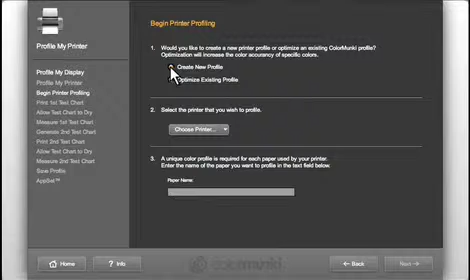 Begin Printer Profiling
Profile My Printer
1. Would you like to create a new printer profile or optimize an existing ColorMunki profile?
Optimization will increase the color accuracy of specific colors.
Create New Profile
Optimize Existing Profile
Profile My Display
Profile My Printer
Begin Printer Profiling
Print 1st Test Chart
Allow Test Chart to Dry
Measure 1st Test Chart
Generate 2nd Test Chart
Print 2nd Test Chart
Allow Test Chart to Dry
Measure 2nd Test Chart
Save Profile
AppSet™
2. Select the printer that you wish to profile.
Choose Printer...
3. A unique color profile is required for each paper used by your printer.
Enter the name of the paper you want to profile in the text field below.
Paper Name:
Home
? Info
colormunki
Back
Next